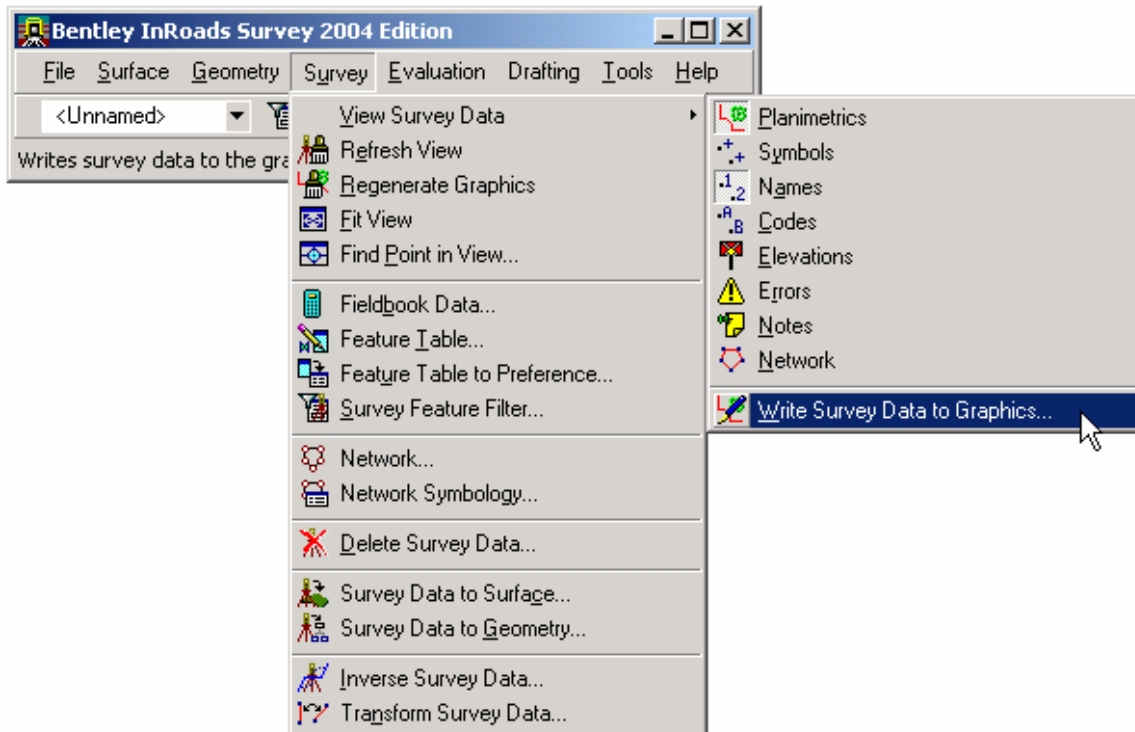 Bentley InRoads Survey 2004 Edition
File Surface Geometry Survey Evaluation Drafting Tools Help
<Unnamed>
Writes survey data to the gra
View Survey Data
Refresh View
Regenerate Graphics
Fit View
Find Point in View...
Fieldbook Data...
Feature Table...
Feature Table to Preference...
Survey Feature Filter...
Network...
Network Symbology...
Delete Survey Data...
Survey Data to Surface...
Survey Data to Geometry...
Inverse Survey Data...
Transform Survey Data...
Planimetrics
Symbols
Names
Codes
Elevations
Errors
Notes
Network
Write Survey Data to Graphics...